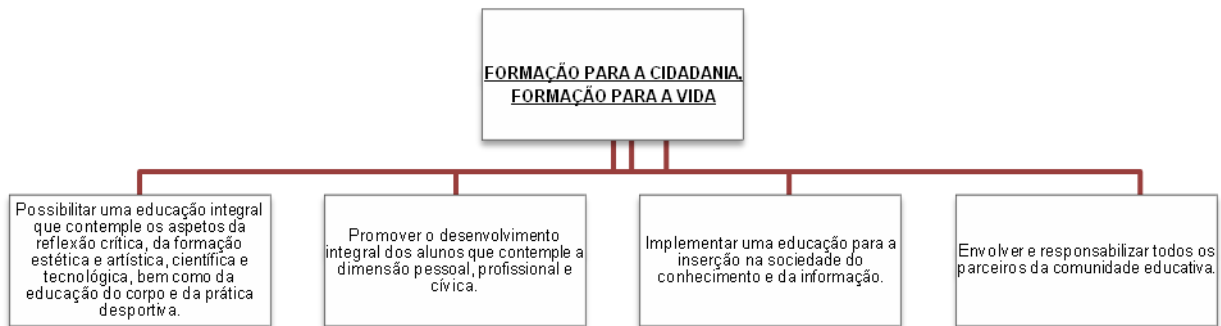 FORMAÇÃO PARA A CIDADANIA,
FORMAÇÃO PARA A VIDA
Possibilitar uma educação integral
que contemple os aspetos da
reflexão crítica, da formação
estética e artística, científica e
tecnológica, bem como da
educação do corpo e da prática
desportiva.
Promover o desenvolvimento
integral dos alunos que contemple a
dimensão pessoal, profissional e
cívica.
Implementar uma educação para a
inserção na sociedade do
conhecimento e da informação.
Envolver e responsabilizar todos os
parceiros da comunidade educativa.